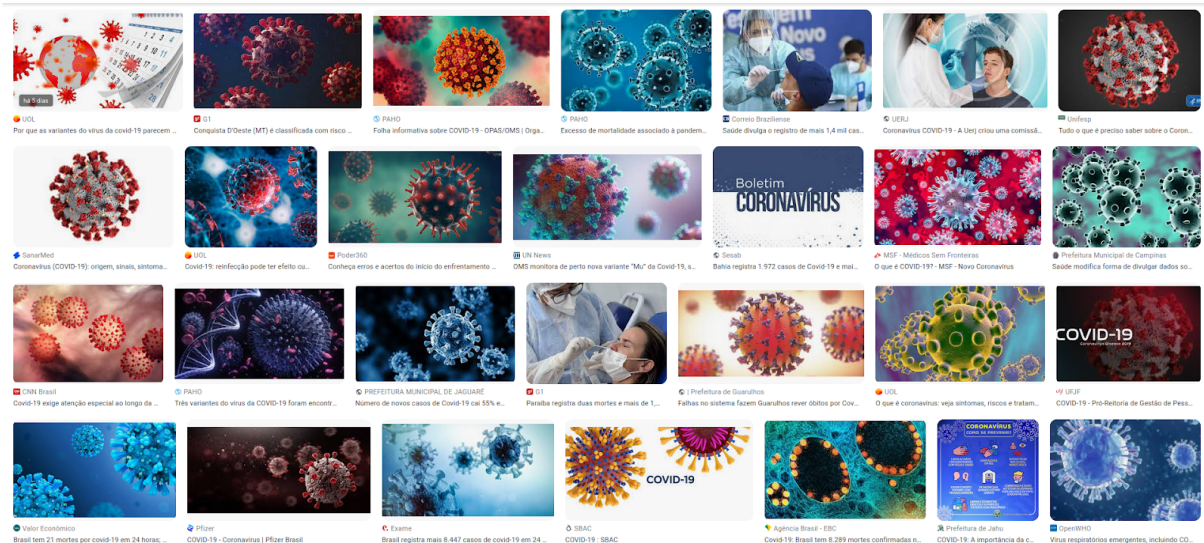 há 5 dias
UOL
Por que as variantes do vírus da covid-19 parecem ...
G1
Conquista D'Oeste (MT) é classificada com risco ...
PAHO
Folha informativa sobre COVID-19 - OPAS/OMS | Orga...
PAHO
Excesso de mortalidade associado à pandem...
Novo
Correio Braziliense
Saúde divulga o registro de mais 1,4 mil cas...
UERJ
Coronavírus COVID-19 - A Uerj criou uma comissã...
Unifesp
Tudo o que é preciso saber sobre o Coron...
SanarMed
Coronavírus (COVID-19): origem, sinais, sintoma...
UOL
Covid-19: reinfecção pode ter efeito cu...
Poder360
Conheça erros e acertos do início do enfrentamento ...
UN News
OMS monitora de perto nova variante "Mu" da Covid-19, s...
Boletim
CORONAVÍRUS
Sesab
Bahia registra 1.972 casos de Covid-19 e mai...
MSF - Médicos Sem Fronteiras
O que é COVID-19? - MSF - Novo Coronavírus
Prefeitura Municipal de Campinas
Saúde modifica forma de divulgar dados so...
CNN Brasil
Covid-19 exige atenção especial ao longo da ...
PAHO
Três variantes do vírus da COVID-19 foram encontr...
PREFEITURA MUNICIPAL DE JAGUARÉ
Número de novos casos de Covid-19 cai 55% e...
G1
Paraíba registra duas mortes e mais de 1,...
| Prefeitura de Guarulhos
Falhas no sistema fazem Guarulhos rever óbitos por Cov...
UOL
O que é coronavírus: veja sintomas, riscos e tratam...
COVID-19
Coronavirus Disease 2019
UFJF
COVID-19 - Pró-Reitoria de Gestão de Pess...
Valor Econômico
Brasil tem 21 mortes por covid-19 em 24 horas; ...
Pfizer
COVID-19 - Coronavírus | Pfizer Brasil
Exame
Brasil registra mais 8.447 casos de covid-19 em 24 ...
COVID-19
SBAC
COVID-19 : SBAC
Agência Brasil - EBC
Covid-19: Brasil tem 8.289 mortes confirmadas n...
CORONAVÍRUS
COMO SE PREVENIR?
Prefeitura de Jahu
COVID-19: A importância da c...
OpenWHO
Vírus respiratórios emergentes, incluindo CO...